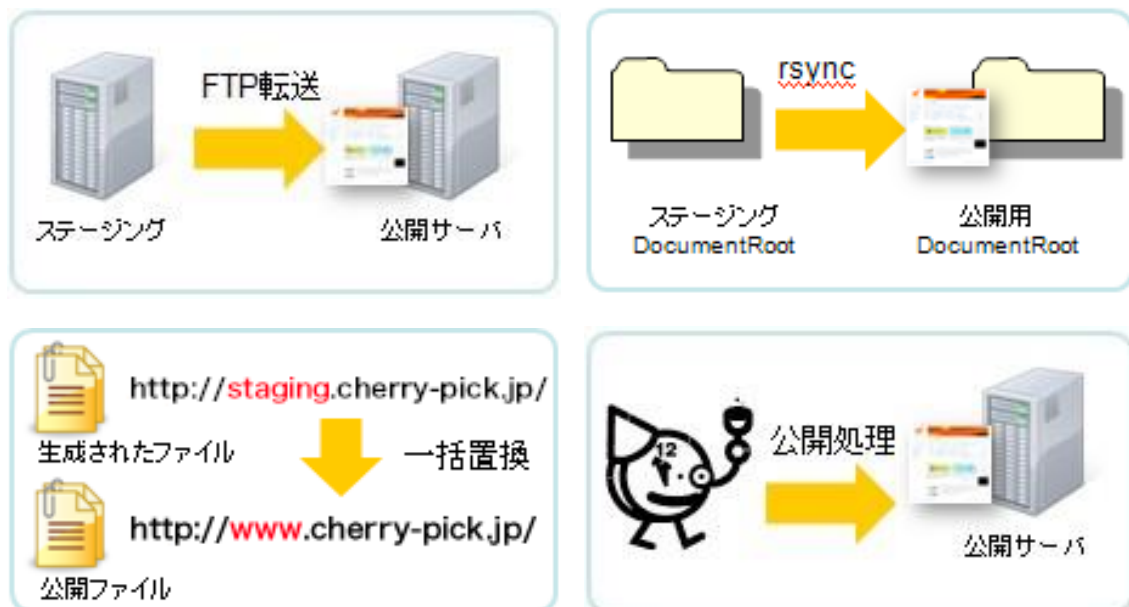 FTP転送
ステージング
公開サーバ
rsync
ステージング
DocumentRoot
公開用
DocumentRoot
http://staging.cherry-pick.jp/
生成されたファイル
一括置換
http://www.cherry-pick.jp/
公開ファイル
12
公開処理
公開サーバ